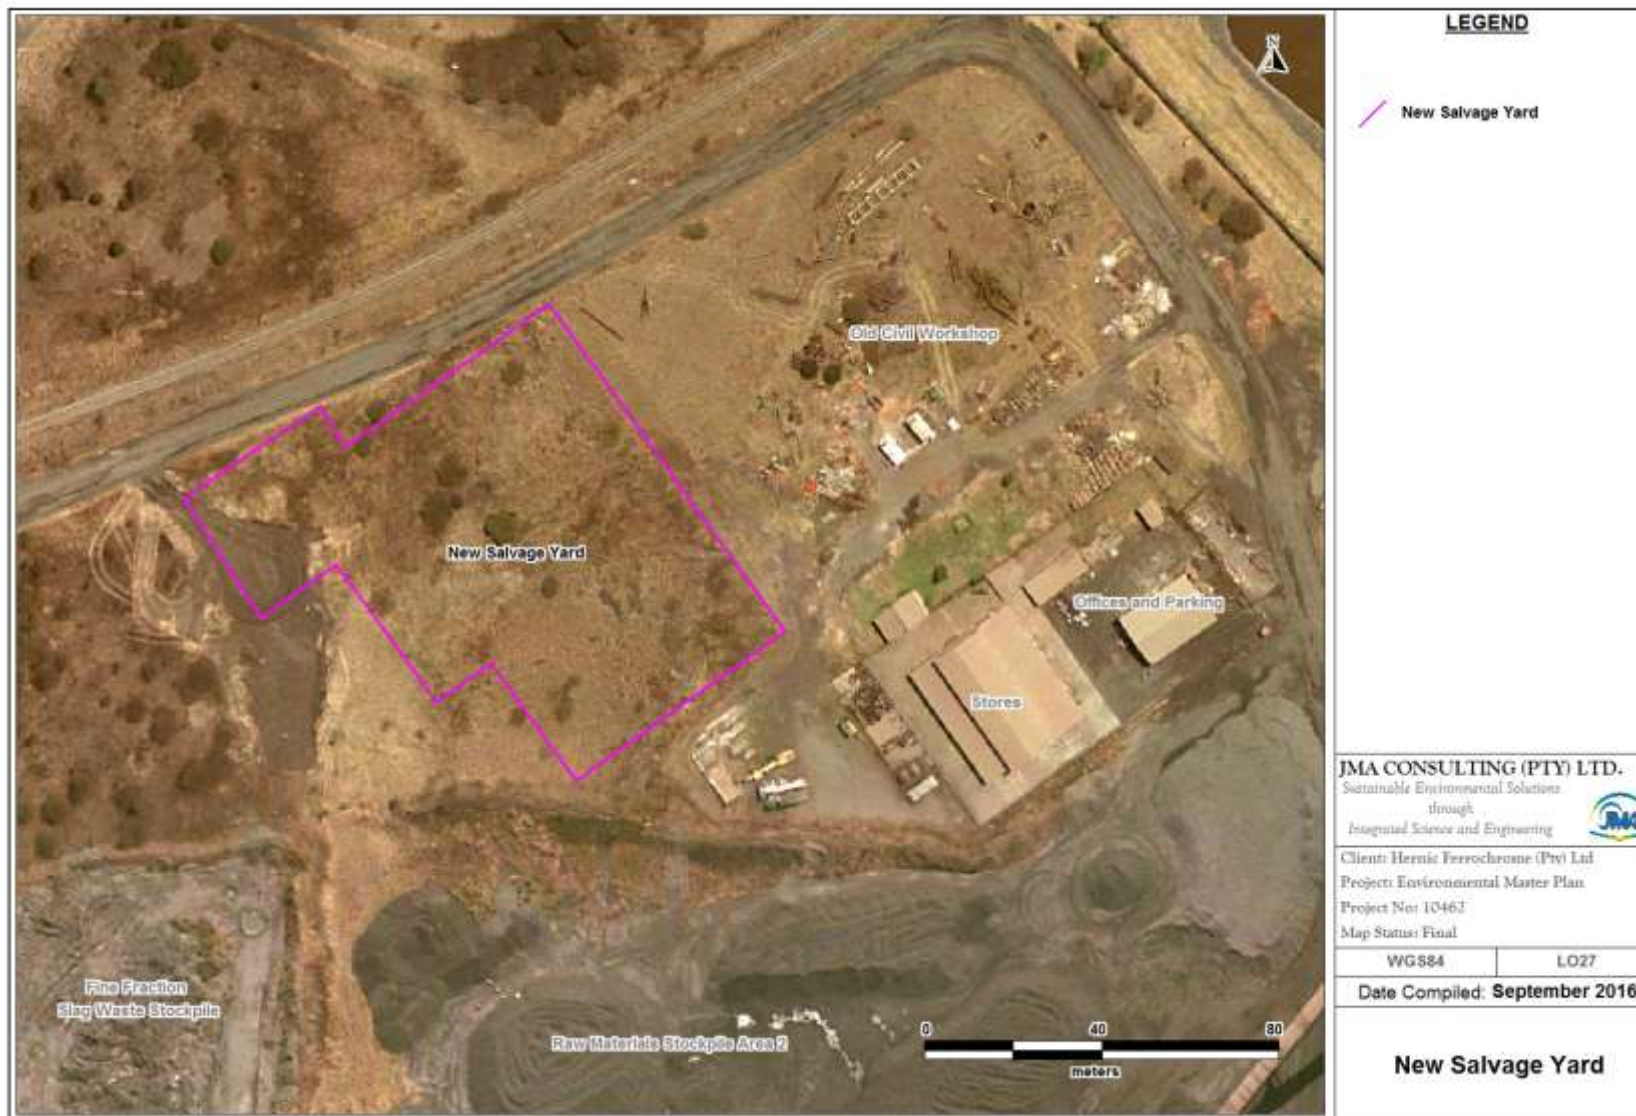 LEGEND
N
New Salvage Yard
Old Civil Workshop
New Salvage Yard
Offices and Parking
Stores
Fine Fraction
Slag Waste Stockpile
Raw Materials Stockpile Area 2
0 40 80
meters
JMA CONSULTING (PTY) LTD.
Sustainable Environmental Solutions
through
Integrated Science and Engineering
JMA
Client: Hernic Ferrochrome (Pty) Ltd
Project: Environmental Master Plan
Project No: 10462
Map Status: Final
WGS84 LO27
Date Compiled: September 2016
New Salvage Yard